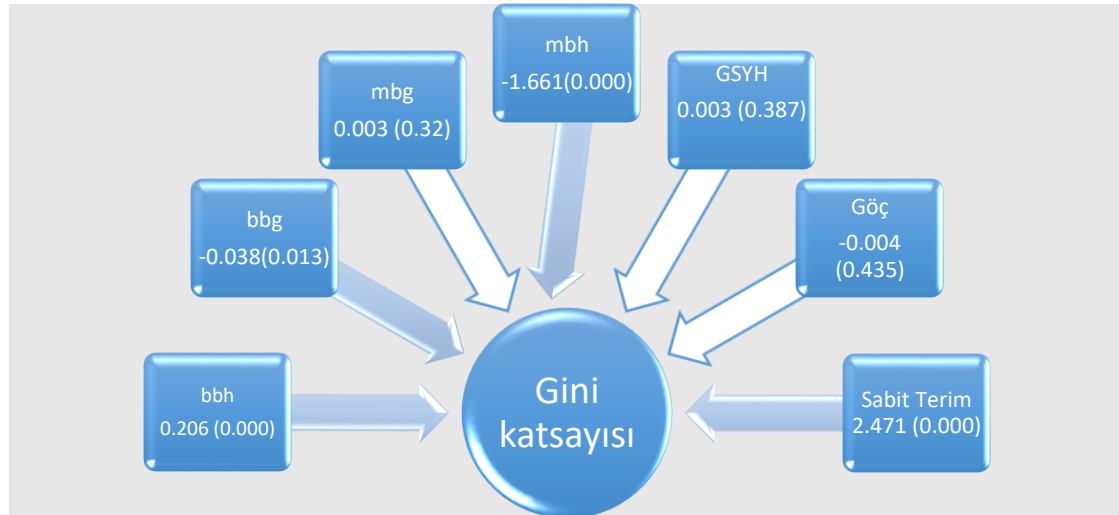 mbh
-1.661(0.000)
mbg
0.003 (0.32)
GSYH
0.003 (0.387)
bbg
-0.038(0.013)
Göç
-0.004
(0.435)
bbh
0.206 (0.000)
Gini
katsayısı
Sabit Terim
2.471 (0.000)